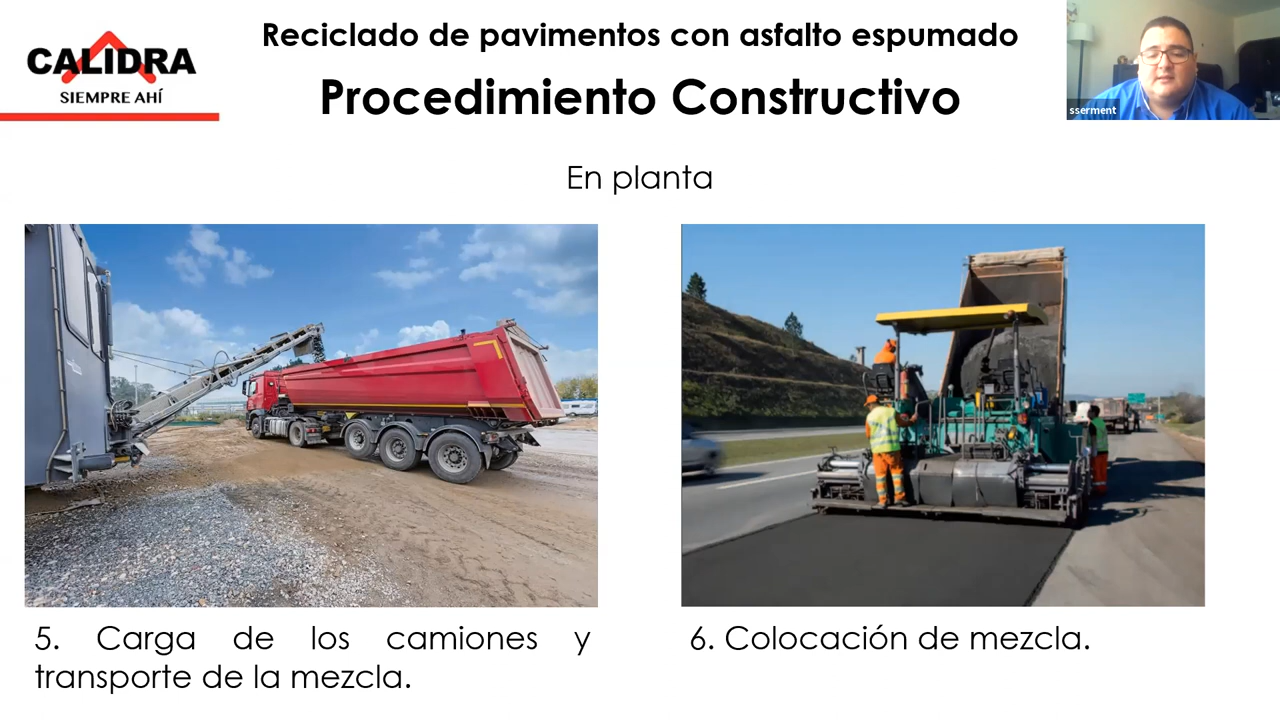 Reciclado de pavimentos con asfalto espumado
CALIDRA
SIEMPRE AHÍ
Procedimiento Constructivo
sserment
En planta
5. Carga de los camiones y
transporte de la mezcla.
6. Colocación de mezcla.